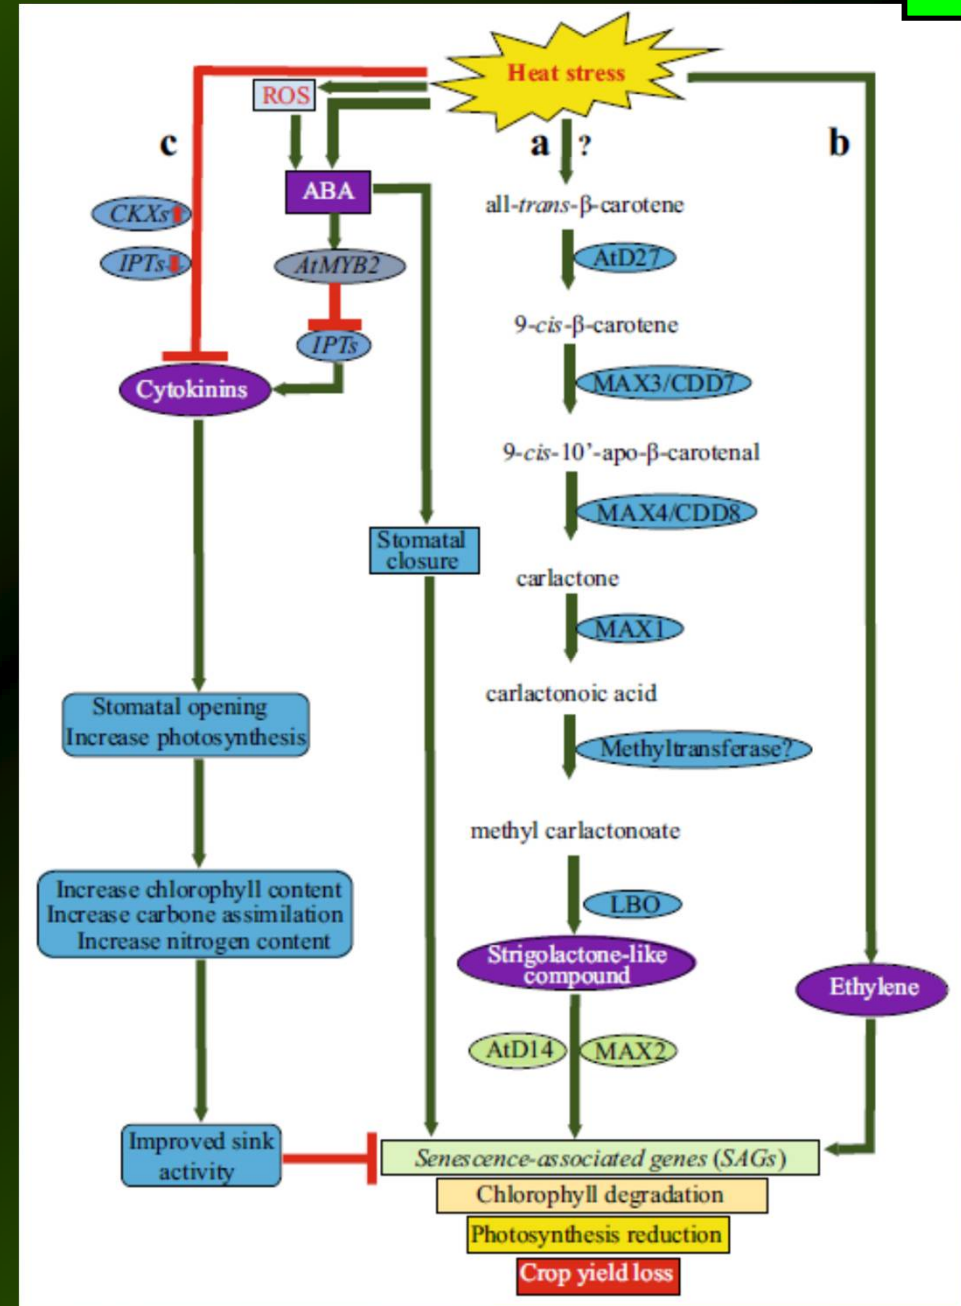 Heat stress
ROS
c
a
?
b
ABA
all-trans-β-carotene
CKXs
AtD27
IPTs
AtMYB2
9-cis-β-carotene
IPTs
MAX3/CDD7
Cytokinins
9-cis-10’-apo-β-carotenal
MAX4/CDD8
Stomatal
closure
carlactone
MAX1
carlactonoic acid
Stomatal opening
Increase photosynthesis
Methyltransferase?
methyl carlactonoate
Increase chlorophyll content
Increase carbone assimilation
Increase nitrogen content
LBO
Strigolactone-like
compound
Ethylene
AtD14
MAX2
Improved sink
activity
Senescence-associated genes (SAGs)
Chlorophyll degradation
Photosynthesis reduction
Crop yield loss